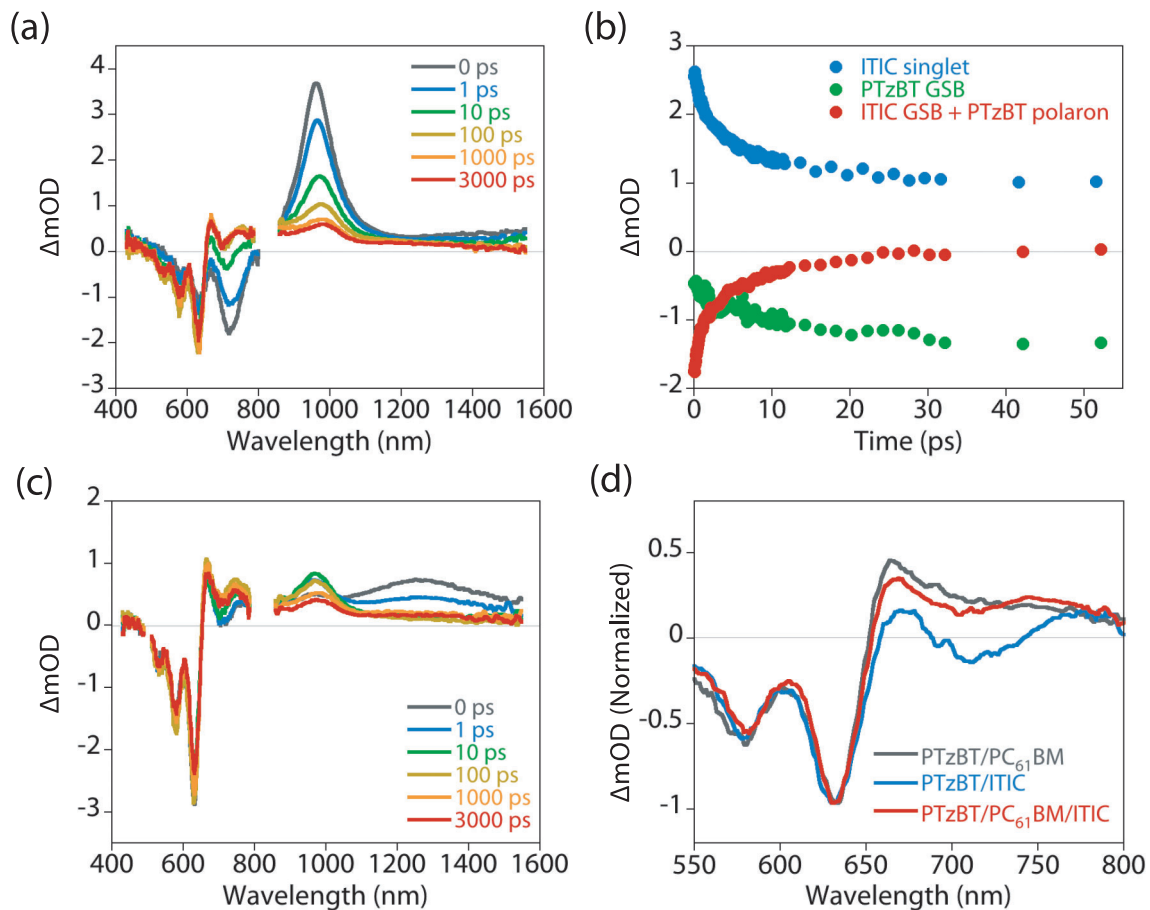 (a)
ΔmOD
4
3
2
1
0
-1
-2
-3
0 ps
1 ps
10 ps
100 ps
1000 ps
3000 ps
400 600 800 1000 1200 1400 1600
Wavelength (nm)
(b)
ΔmOD
3
2
1
0
-1
-2
ITIC singlet
PTzBT GSB
ITIC GSB + PTzBT polaron
0 10 20 30 40 50
Time (ps)
(c)
ΔmOD
2
1
0
-1
-2
-3
0 ps
1 ps
10 ps
100 ps
1000 ps
3000 ps
400 600 800 1000 1200 1400 1600
Wavelength (nm)
(d)
ΔmOD (Normalized)
0.5
0
-0.5
-1
PTzBT/PC₆₁BM
PTzBT/ITIC
PTzBT/PC₆₁BM/ITIC
550 600 650 700 750 800
Wavelength (nm)